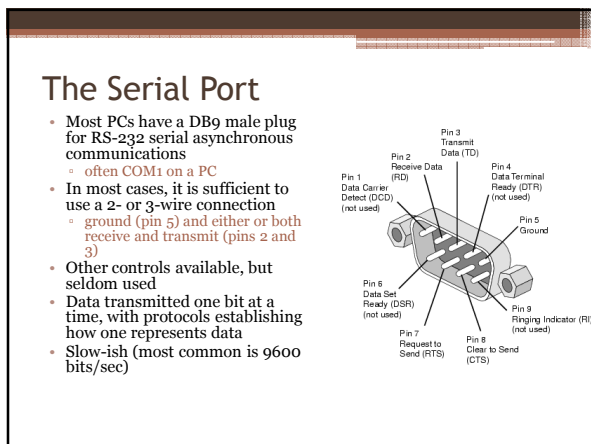 The Serial Port
• Most PCs have a DB9 male plug
for RS-232 serial asynchronous
communications
▫ often COM1 on a PC
• In most cases, it is sufficient to
use a 2- or 3-wire connection
▫ ground (pin 5) and either or both
receive and transmit (pins 2 and
3)
• Other controls available, but
seldom used
• Data transmitted one bit at a
time, with protocols establishing
how one represents data
• Slow-ish (most common is 9600
bits/sec)
Pin 3
Transmit
Data (TD)
Pin 2
Receive Data
(RD)
Pin 4
Data Terminal
Ready (DTR)
(not used)
Pin 1
Data Carrier
Detect (DCD)
(not used)
Pin 5
Ground
Pin 6
Data Set
Ready (DSR)
(not used)
Pin 9
Ringing Indicator (RI)
(not used)
Pin 7
Request to
Send (RTS)
Pin 8
Clear to Send
(CTS)